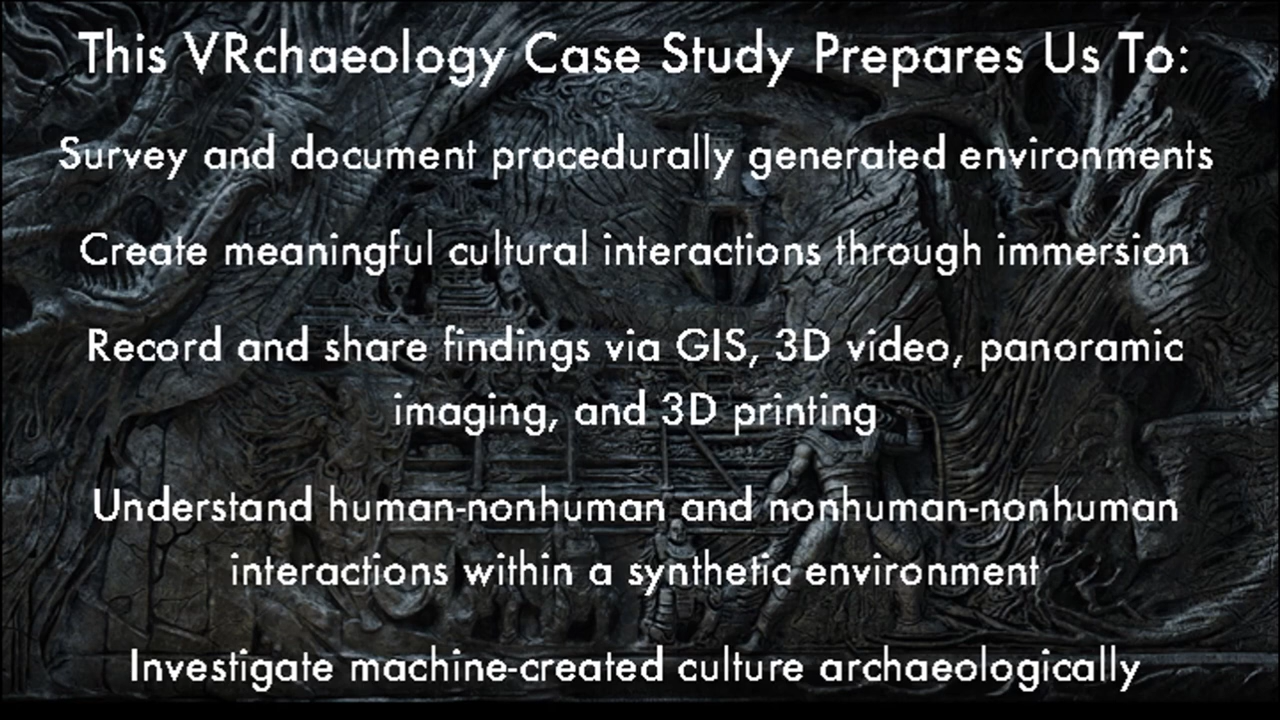 This VRchaeology Case Study Prepares Us To:
Survey and document procedurally generated environments
Create meaningful cultural interactions through immersion
Record and share findings via GIS, 3D video, panoramic
imaging, and 3D printing
Understand human-nonhuman and nonhuman-nonhuman
interactions within a synthetic environment
Investigate machine-created culture archaeologically